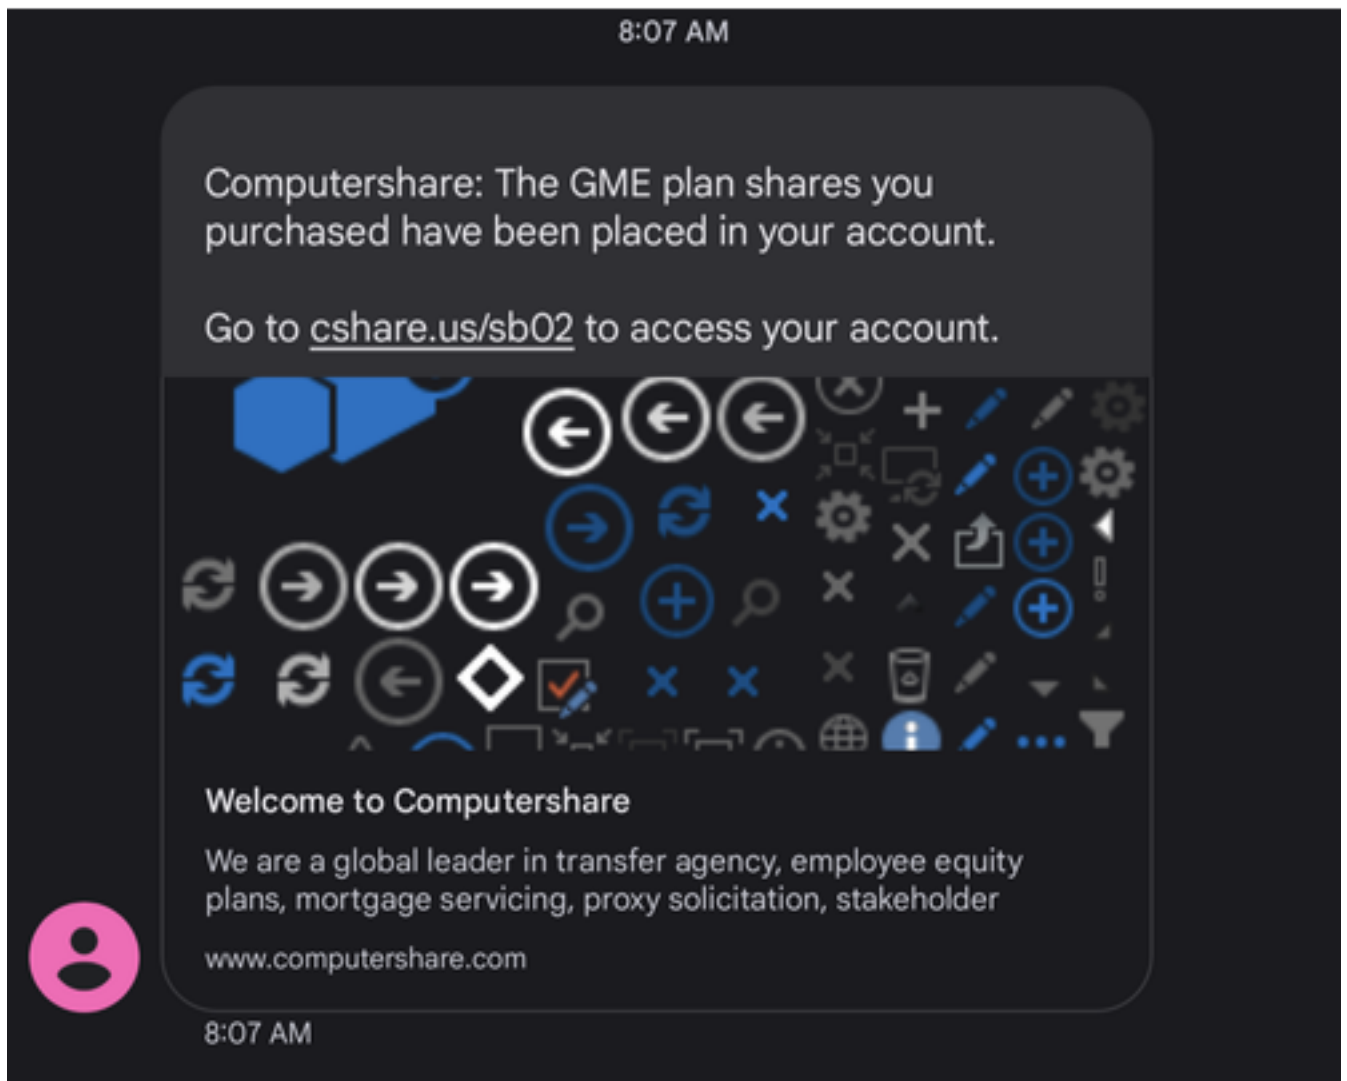 8:07 AM
Computershare: The GME plan shares you
purchased have been placed in your account.
Go to cshare.us/sb02 to access your account.
Welcome to Computershare
We are a global leader in transfer agency, employee equity
plans, mortgage servicing, proxy solicitation, stakeholder
www.computershare.com
8:07 AM